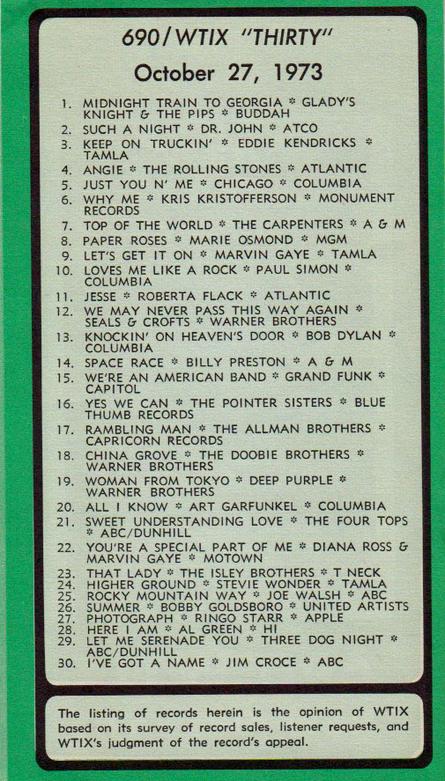 690/WTIX "THIRTY"
October 27, 1973
1. MIDNIGHT TRAIN TO GEORGIA * GLADY'S
KNIGHT & THE PIPS * BUDDAH
2. SUCH A NIGHT * DR. JOHN * ATCO
3. KEEP ON TRUCKIN' * EDDIE KENDRICKS *
TAMLA
4. ANGIE * THE ROLLING STONES * ATLANTIC
5. JUST YOU N' ME * CHICAGO * COLUMBIA
6. WHY ME * KRIS KRISTOFFERSON * MONUMENT
RECORDS
7. TOP OF THE WORLD * THE CARPENTERS * A & M
8. PAPER ROSES * MARIE OSMOND * MGM
9. LET'S GET IT ON * MARVIN GAYE * TAMLA
10. LOVES ME LIKE A ROCK * PAUL SIMON *
COLUMBIA
11. JESSE * ROBERTA FLACK * ATLANTIC
12. WE MAY NEVER PASS THIS WAY AGAIN *
SEALS & CROFTS * WARNER BROTHERS
13. KNOCKIN' ON HEAVEN'S DOOR * BOB DYLAN *
COLUMBIA
14. SPACE RACE * BILLY PRESTON * A & M
15. WE'RE AN AMERICAN BAND * GRAND FUNK *
CAPITOL
16. YES WE CAN * THE POINTER SISTERS * BLUE
THUMB RECORDS
17. RAMBLING MAN * THE ALLMAN BROTHERS *
CAPRICORN RECORDS
18. CHINA GROVE * THE DOOBIE BROTHERS *
WARNER BROTHERS
19. WOMAN FROM TOKYO * DEEP PURPLE *
WARNER BROTHERS
20. ALL I KNOW * ART GARFUNKEL * COLUMBIA
21. SWEET UNDERSTANDING LOVE * THE FOUR TOPS
* ABC/DUNHILL
22. YOU'RE A SPECIAL PART OF ME * DIANA ROSS &
MARVIN GAYE * MOTOWN
23. THAT LADY * THE ISLEY BROTHERS * T NECK
24. HIGHER GROUND * STEVIE WONDER * TAMLA
25. ROCKY MOUNTAIN WAY * JOE WALSH * ABC
26. SUMMER * BOBBY GOLDSBORO * UNITED ARTISTS
27. PHOTOGRAPH * RINGO STARR * APPLE
28. HERE I AM * AL GREEN * HI
29. LET ME SERENADE YOU * THREE DOG NIGHT *
ABC/DUNHILL
30. I'VE GOT A NAME * JIM CROCE * ABC
The listing of records herein is the opinion of WTIX
based on its survey of record sales, listener requests, and
WTIX's judgment of the record's appeal.